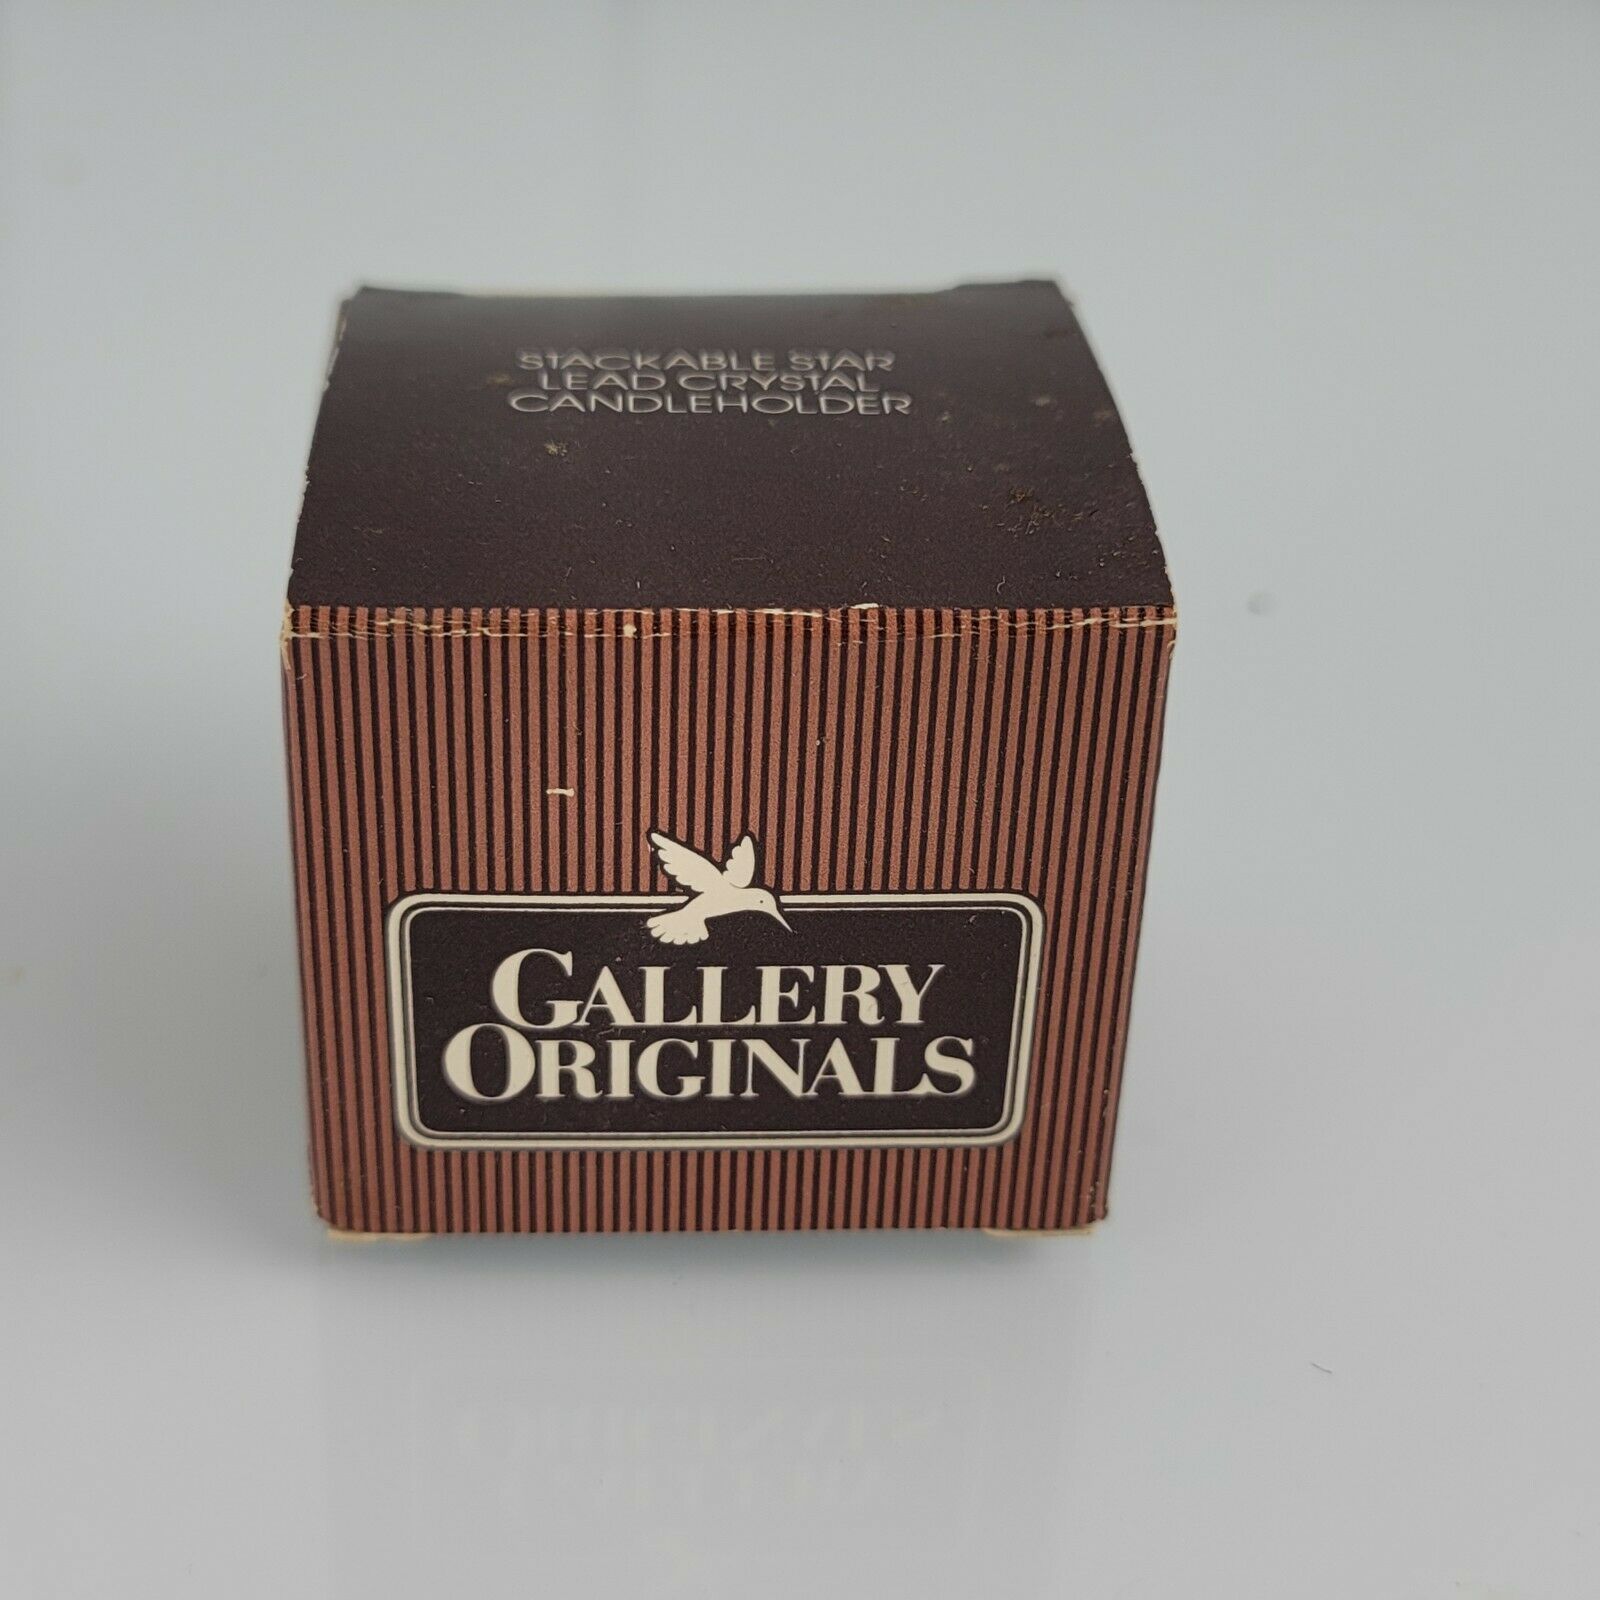 STACKABLE STAR
LEAD CRYSTAL
CANDLEHOLDER
GALLERY
ORIGINALS